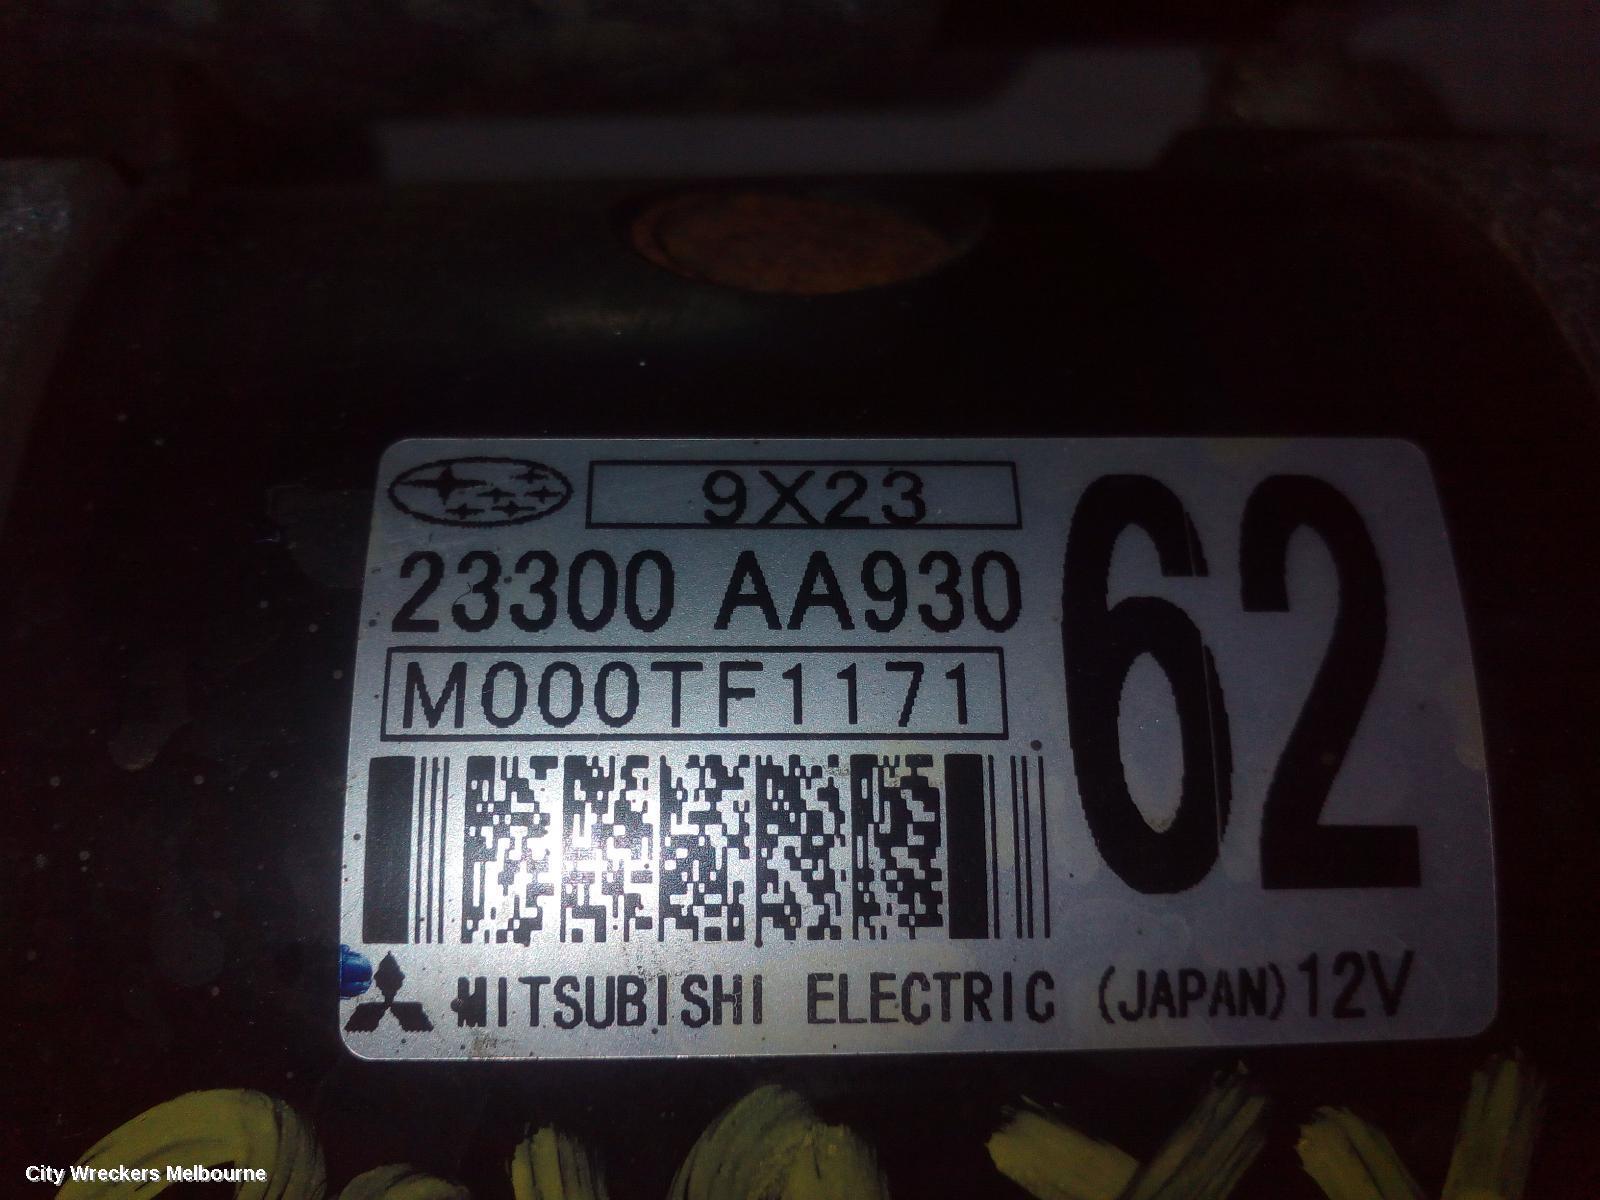 9X23
23300 AA930
M000TF1171
62
MITSUBISHI ELECTRIC (JAPAN) 12V
City Wreckers Melbourne